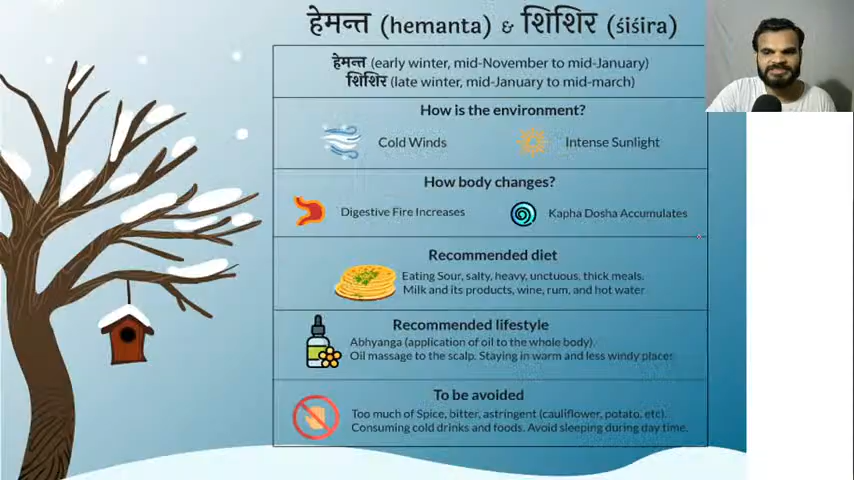 हेमन्त (hemanta) & शिशिर (śiśira)
हेमन्त (early winter, mid-November to mid-January)
शिशिर (late winter, mid-January to mid-march)
How is the environment?
Cold Winds
Intense Sunlight
How body changes?
Digestive Fire Increases
Kapha Dosha Accumulates
Recommended diet
Eating Sour, salty, heavy, unctuous, thick meals.
Milk and its products, wine, rum, and hot water
Recommended lifestyle
Abhyanga (application of oil to the whole body).
Oil massage to the scalp. Staying in warm and less windy place.
To be avoided
Too much of Spice, bitter, astringent (cauliflower, potato, etc).
Consuming cold drinks and foods. Avoid sleeping during day time.